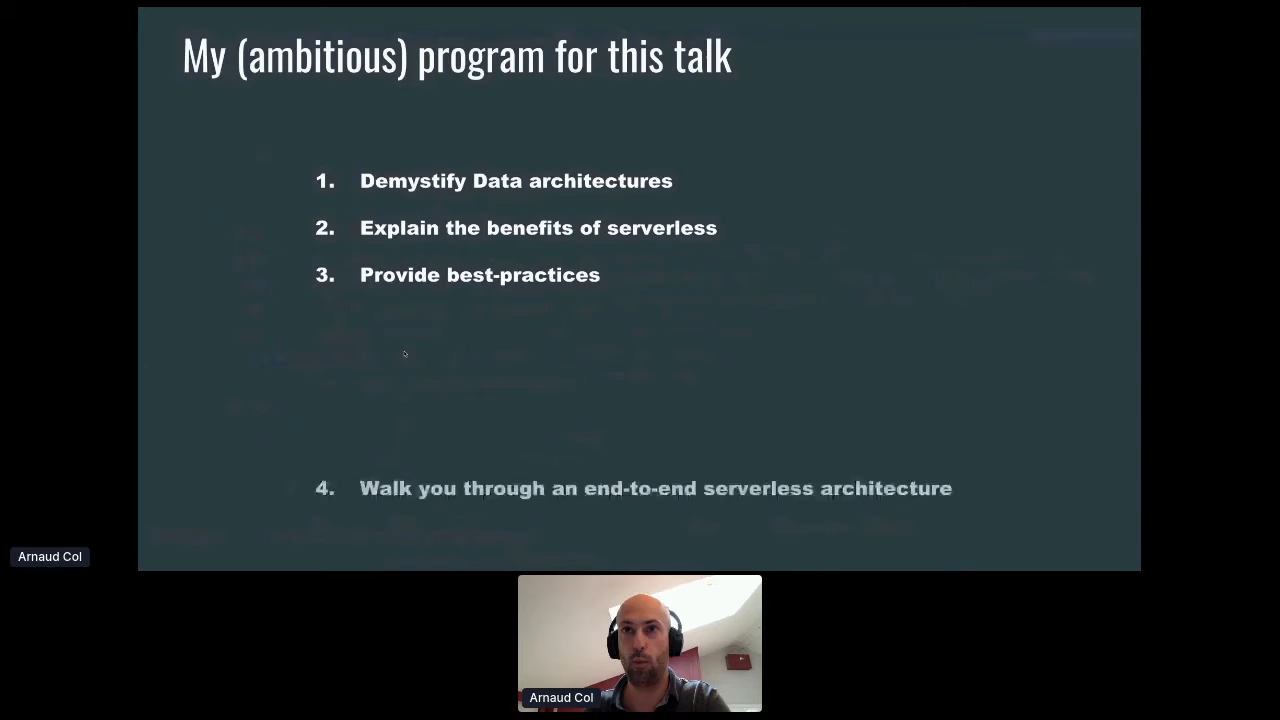 My (ambitious) program for this talk
1. Demystify Data architectures
2. Explain the benefits of serverless
3. Provide best-practices
4. Walk you through an end-to-end serverless architecture
Arnaud Col
Arnaud Col